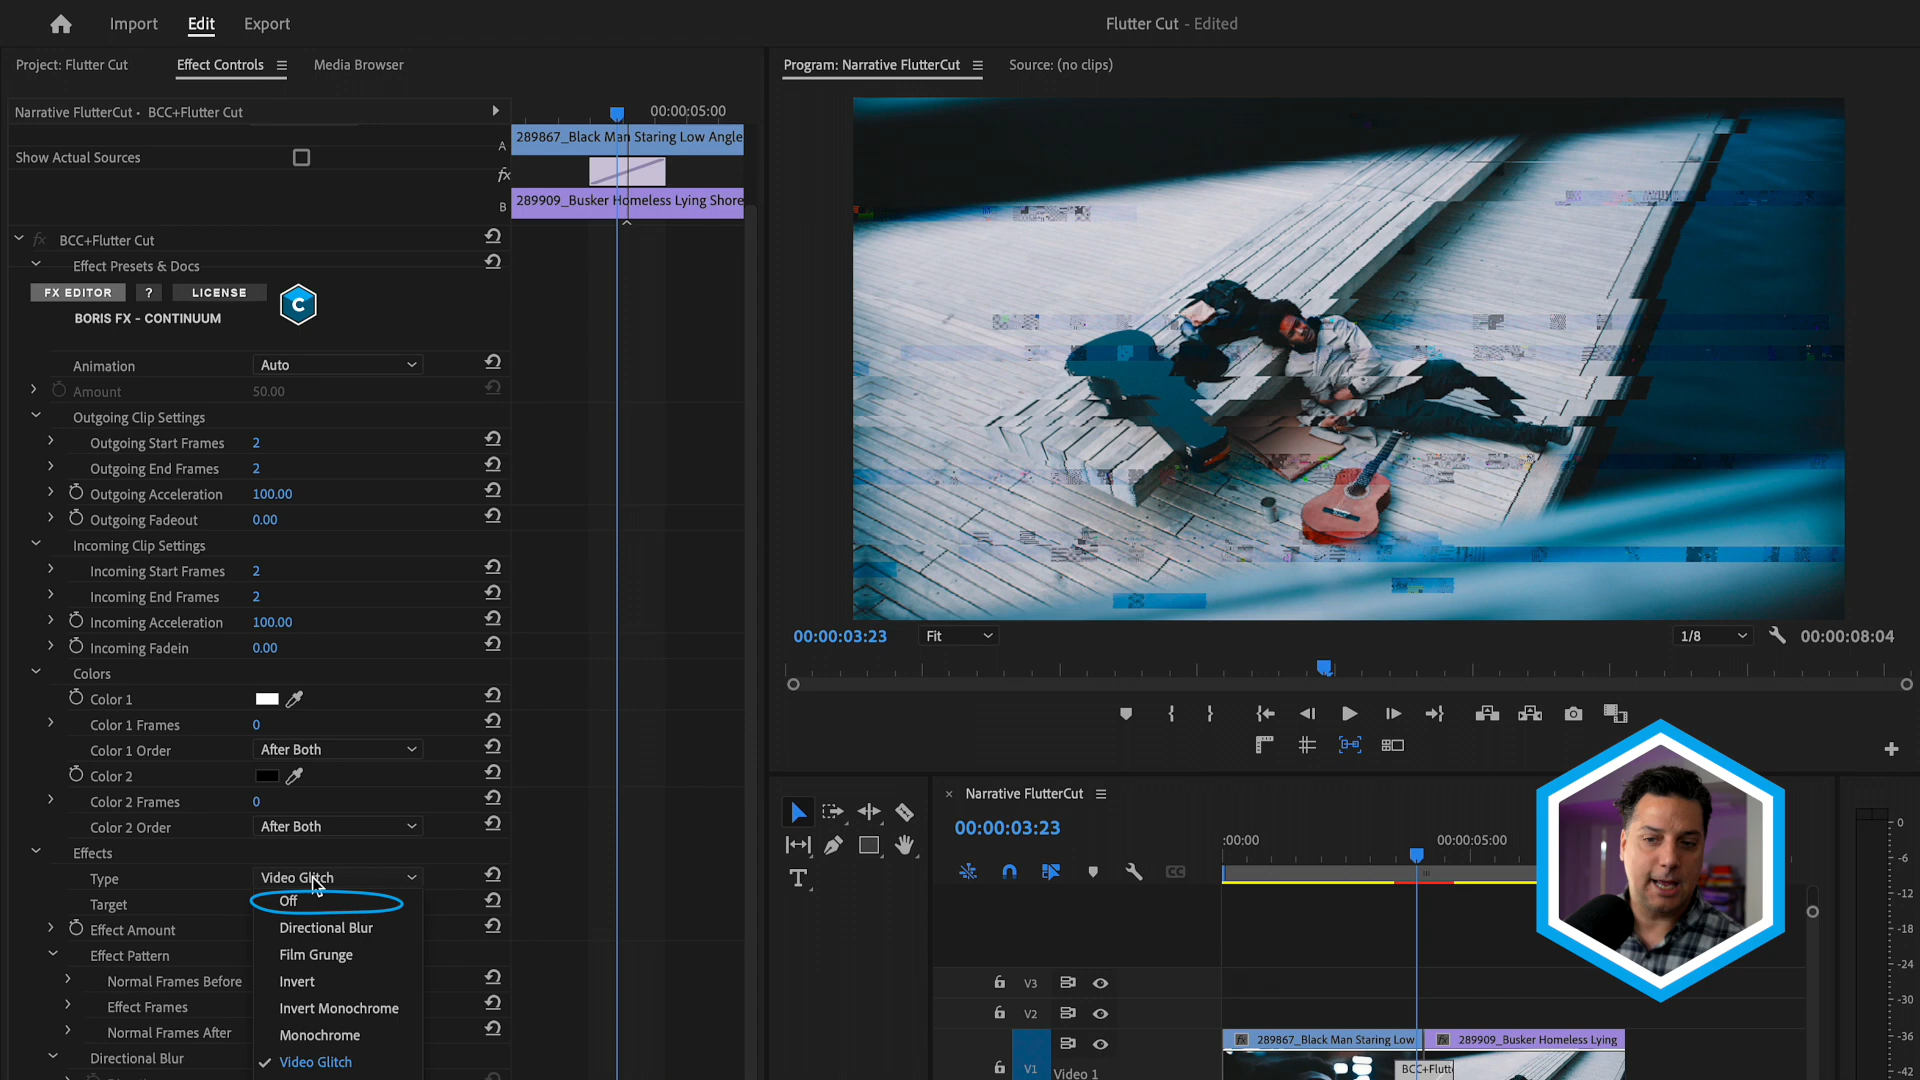 Import
Edit
Export
Flutter Cut - Edited
Project: Flutter Cut
Effect Controls
Media Browser
Program: Narrative FlutterCut
Source: (no clips)
Narrative FlutterCut • BCC+Flutter Cut
00:00:05:00
A
289867_Black Man Staring Low Angle
Show Actual Sources
fx
B
289909_Busker Homeless Lying Shore
fx
BCC+Flutter Cut
Effect Presets & Docs
FX EDITOR
?
LICENSE
C
BORIS FX - CONTINUUM
Animation
Auto
Amount
50.00
Outgoing Clip Settings
Outgoing Start Frames
2
Outgoing End Frames
2
Outgoing Acceleration
100.00
Outgoing Fadeout
0.00
Incoming Clip Settings
Incoming Start Frames
2
Incoming End Frames
2
Incoming Acceleration
100.00
Incoming Fadein
0.00
Colors
Color 1
Color 1 Frames
0
Color 1 Order
After Both
Color 2
Color 2 Frames
0
Color 2 Order
After Both
Effects
Type
Video Glitch
Target
Off
Effect Amount
Directional Blur
Effect Pattern
Film Grunge
Normal Frames Before
Invert
Effect Frames
Invert Monochrome
Normal Frames After
Monochrome
Directional Blur
Video Glitch
00:00:03:23
Fit
1/8
00:00:08:04
× Narrative FlutterCut
00:00:03:23
:00:00
00:00:05:00
CC
T
V3
V2
V1
Video 1
fx
289867_Black Man Staring Low
fx
289909_Busker Homeless Lying
BCC+Flutt
0
-6
-12
-18
-24
-30
-36
-42